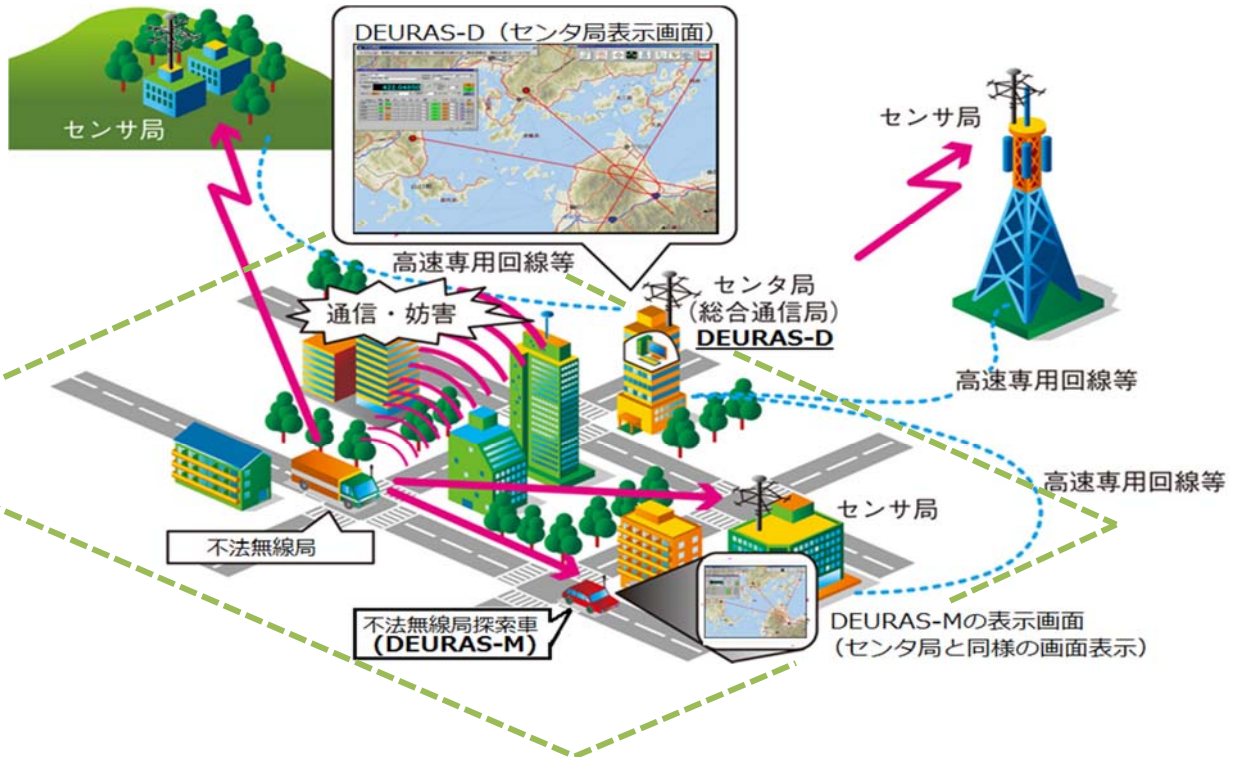 DEURAS-D（センタ局表示画面）
センサ局
センサ局
高速専用回線等
通信・妨害
センタ局
（総合通信局）
DEURAS-D
高速専用回線等
高速専用回線等
センサ局
不法無線局
不法無線局探索車
（DEURAS-M）
DEURAS-Mの表示画面
（センタ局と同様の画面表示）